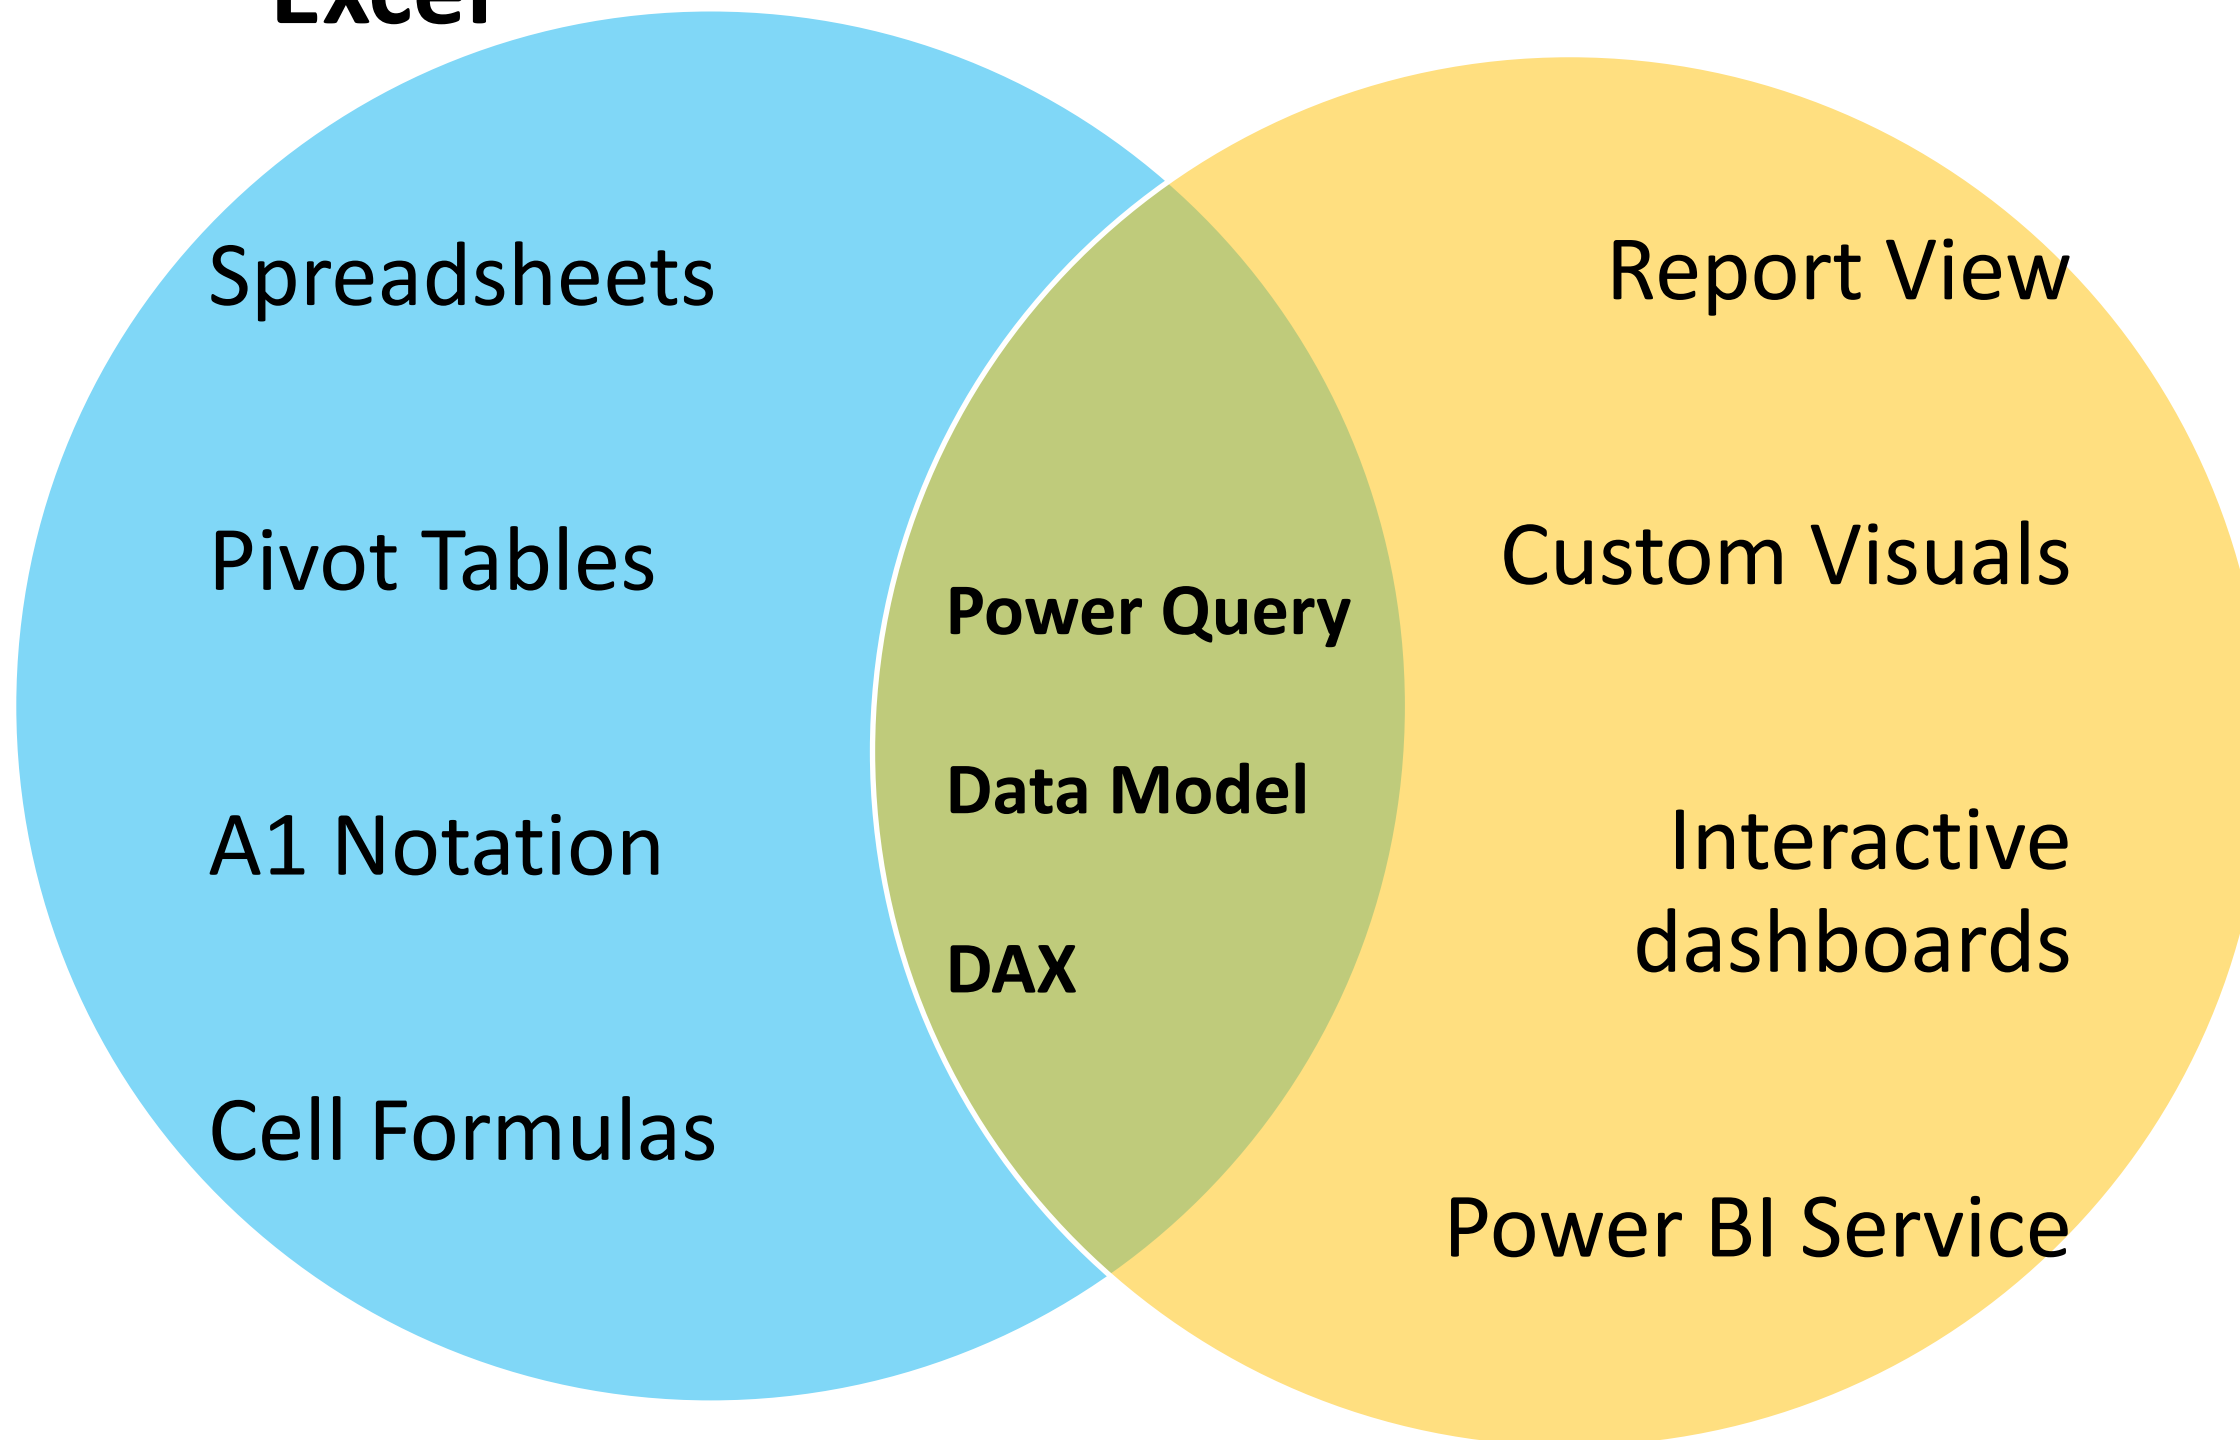 Excel
Spreadsheets
Pivot Tables
A1 Notation
Cell Formulas
Power Query
Data Model
DAX
Report View
Custom Visuals
Interactive
dashboards
Power BI Service